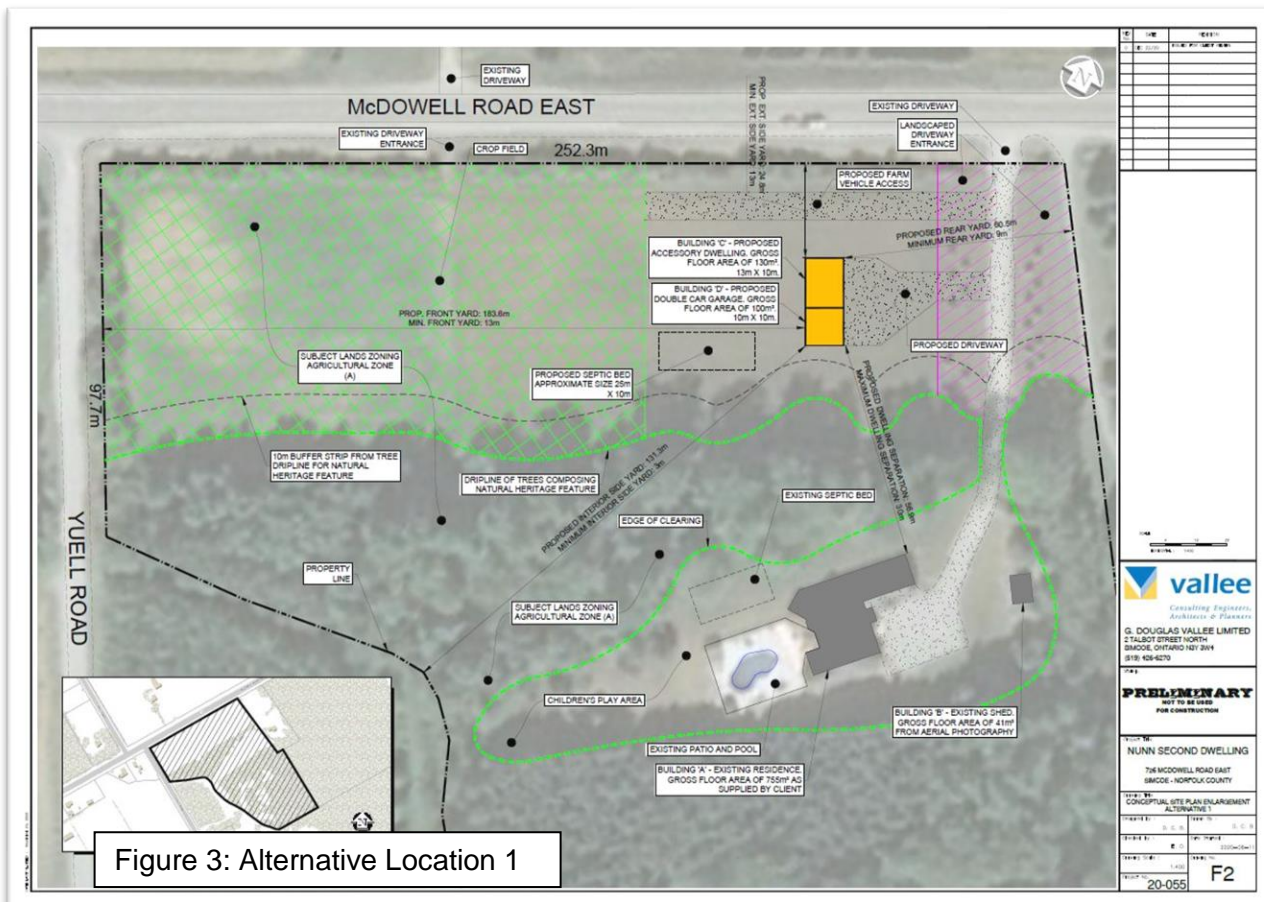 EXISTING
DRIVEWAY
McDOWELL ROAD EAST
EXISTING DRIVEWAY
ENTRANCE
CROP FIELD
252.3m
PROP. EXT. SIDE YARD: 24.8m
MIN. EXT. SIDE YARD: 13m
EXISTING DRIVEWAY
LANDSCAPED
DRIVEWAY
ENTRANCE
PROPOSED FARM
VEHICLE ACCESS
PROPOSED REAR YARD: 60.5m
MINIMUM REAR YARD: 9m
BUILDING 'C' - PROPOSED
ACCESSORY DWELLING. GROSS
FLOOR AREA OF 130m².
13m X 10m.
BUILDING 'D' - PROPOSED
DOUBLE CAR GARAGE. GROSS
FLOOR AREA OF 100m².
10m X 10m.
PROP. FRONT YARD: 183.6m
MIN. FRONT YARD: 13m
SUBJECT LANDS ZONING
AGRICULTURAL ZONE
(A)
PROPOSED SEPTIC BED
APPROXIMATE SIZE 25m
X 10m
PROPOSED DRIVEWAY
97.7m
10m BUFFER STRIP FROM TREE
DRIPLINE FOR NATURAL
HERITAGE FEATURE
DRIPLINE OF TREES COMPOSING
NATURAL HERITAGE FEATURE
PROPOSED INTERIOR SIDE YARD: 131.3m
MINIMUM INTERIOR SIDE YARD: 3m
PROPOSED DWELLING SEPARATION: 56.9m
MAXIMUM DWELLING SEPARATION: 30m
EXISTING SEPTIC BED
EDGE OF CLEARING
YUELL ROAD
PROPERTY
LINE
SUBJECT LANDS ZONING
AGRICULTURAL ZONE (A)
CHILDREN'S PLAY AREA
EXISTING PATIO AND POOL
BUILDING 'A' - EXISTING RESIDENCE.
GROSS FLOOR AREA OF 755m² AS
SUPPLIED BY CLIENT
BUILDING 'B' - EXISTING SHED.
GROSS FLOOR AREA OF 41m²
FROM AERIAL PHOTOGRAPHY
Figure 3: Alternative Location 1
DATE
vallee
Consulting Engineers,
Architects & Planners
G. DOUGLAS VALLEE LIMITED
2 TALBOT STREET NORTH
SIMCOE, ONTARIO N3Y 3W4
(519) 426-6270
PRELIMINARY
NOT TO BE USED
FOR CONSTRUCTION
NUNN SECOND DWELLING
726 MCDOWELL ROAD EAST
SIMCOE - NORFOLK COUNTY
CONCEPTUAL SITE PLAN ENLARGEMENT
ALTERNATIVE 1
20-055
F2